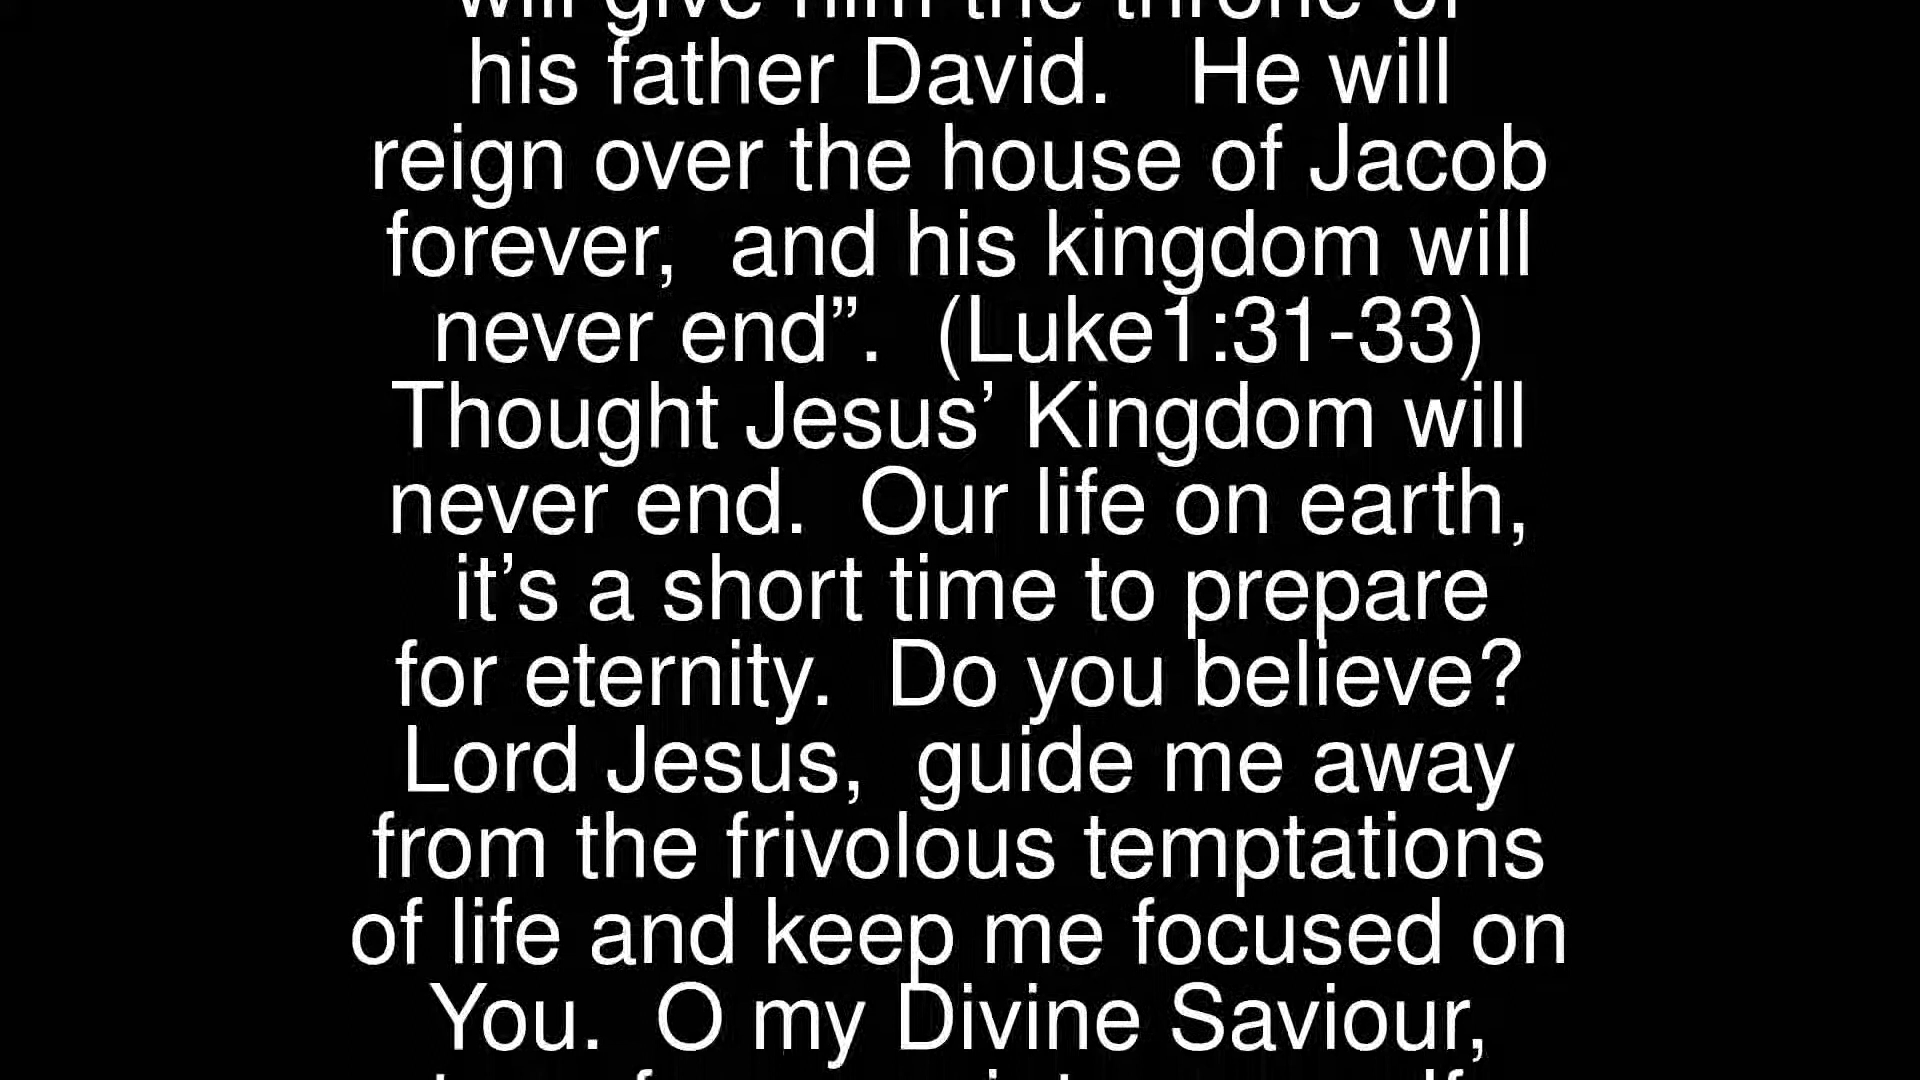 will give him the throne of
his father David. He will
reign over the house of Jacob
forever, and his kingdom will
never end”. (Luke1:31-33)
Thought Jesus’ Kingdom will
never end. Our life on earth,
it’s a short time to prepare
for eternity. Do you believe?
Lord Jesus, guide me away
from the frivolous temptations
of life and keep me focused on
You. O my Divine Saviour,